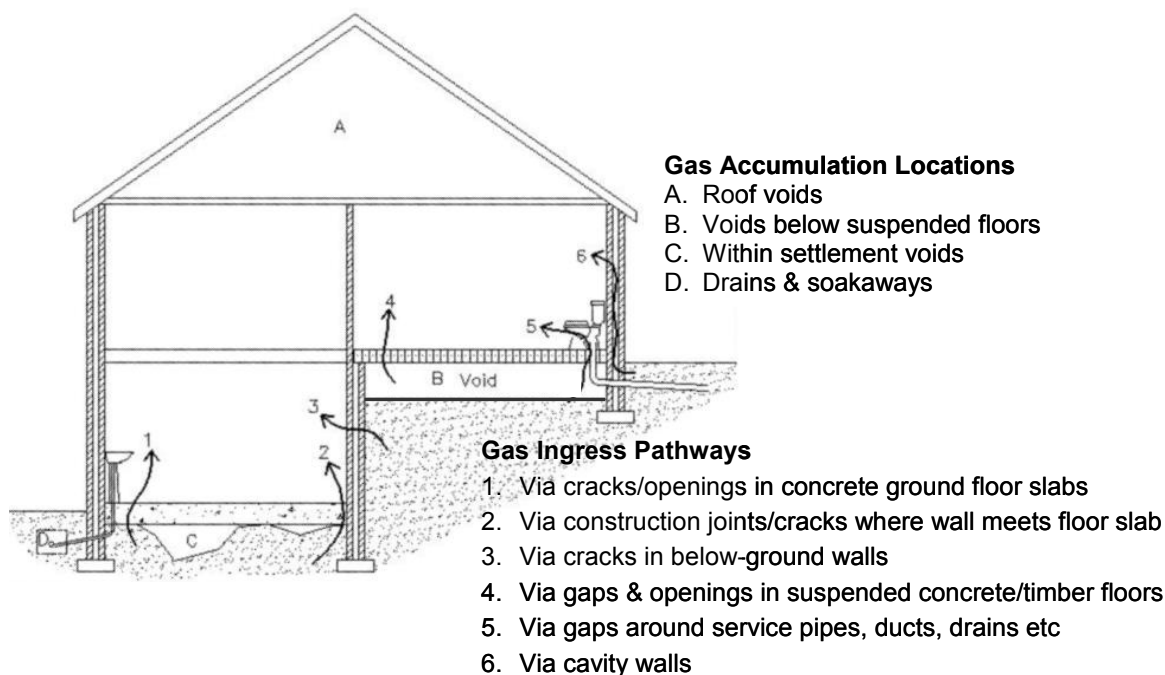 A
6
4
5
B Void
3
1
2
D
C
Gas Accumulation Locations
A. Roof voids
B. Voids below suspended floors
C. Within settlement voids
D. Drains & soakaways
Gas Ingress Pathways
1. Via cracks/openings in concrete ground floor slabs
2. Via construction joints/cracks where wall meets floor slab
3. Via cracks in below-ground walls
4. Via gaps & openings in suspended concrete/timber floors
5. Via gaps around service pipes, ducts, drains etc
6. Via cavity walls